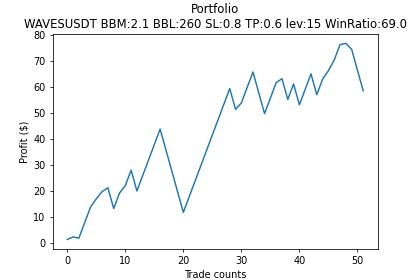 Portfolio
WAVESUSDT BBM:2.1 BBL:260 SL:0.8 TP:0.6 lev:15 WinRatio:69.0
80
70
60
50
40
30
20
10
0
Profit ($)
0 10 20 30 40 50
Trade counts